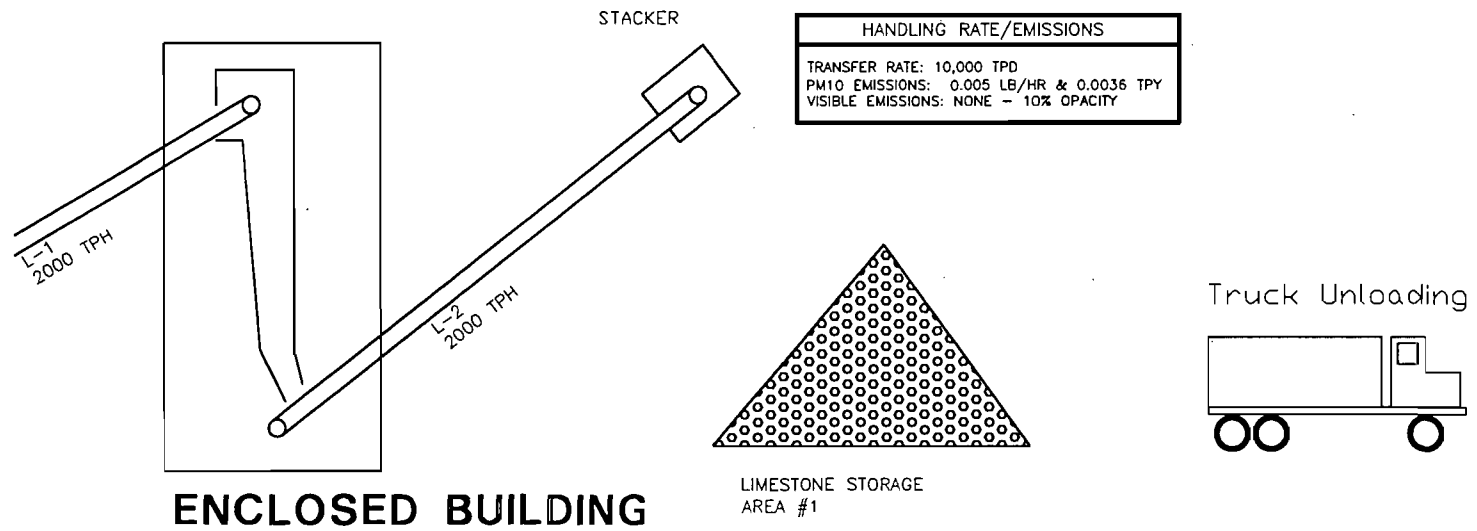 STACKER
HANDLING RATE/EMISSIONS
TRANSFER RATE: 10,000 TPD
PM10 EMISSIONS: 0.005 LB/HR & 0.0036 TPY
VISIBLE EMISSIONS: NONE - 10% OPACITY
L-1
2000 TPH
L-2
2000 TPH
Truck Unloading
LIMESTONE STORAGE
AREA #1
ENCLOSED BUILDING